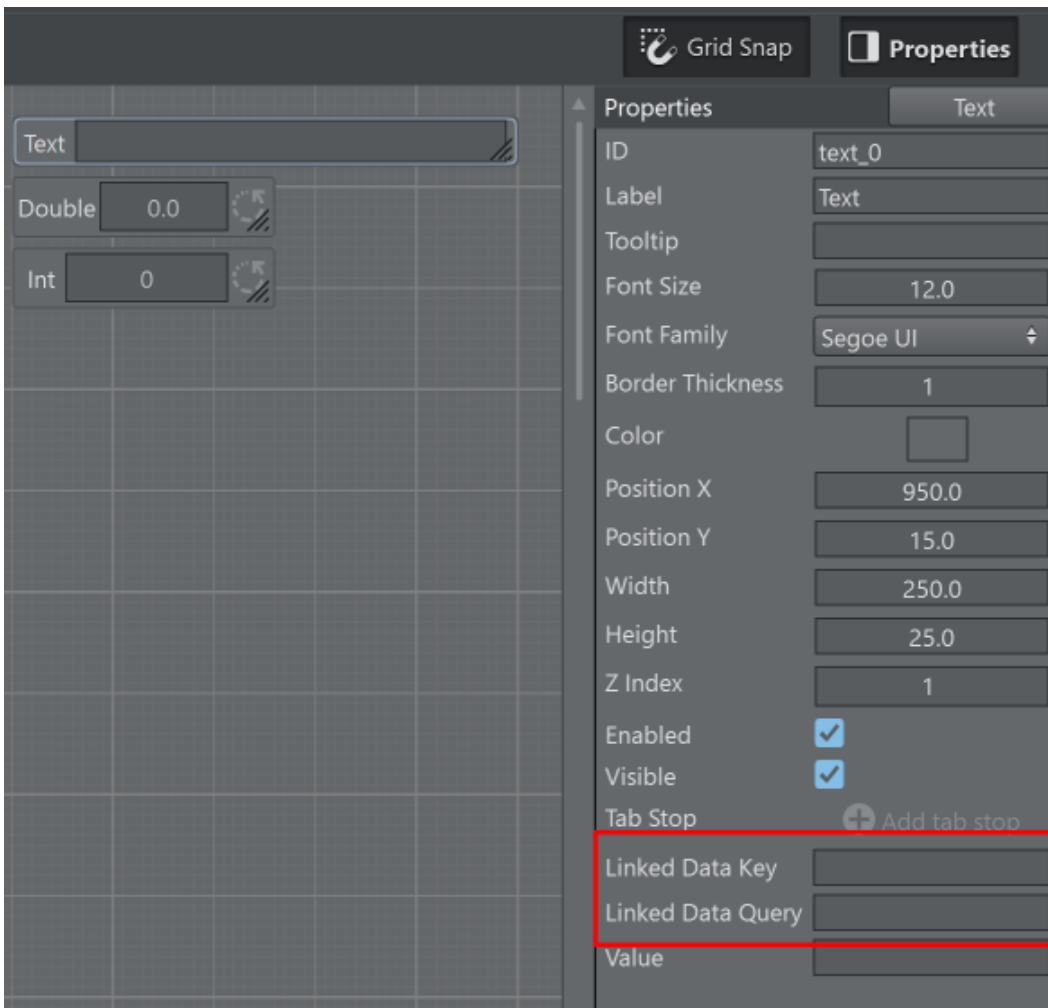 Grid Snap
Properties
Text
Double 0.0
Int 0
Properties Text
ID text_0
Label Text
Tooltip
Font Size 12.0
Font Family Segoe UI
Border Thickness 1
Color
Position X 950.0
Position Y 15.0
Width 250.0
Height 25.0
Z Index 1
Enabled
Visible
Tab Stop Add tab stop
Linked Data Key
Linked Data Query
Value